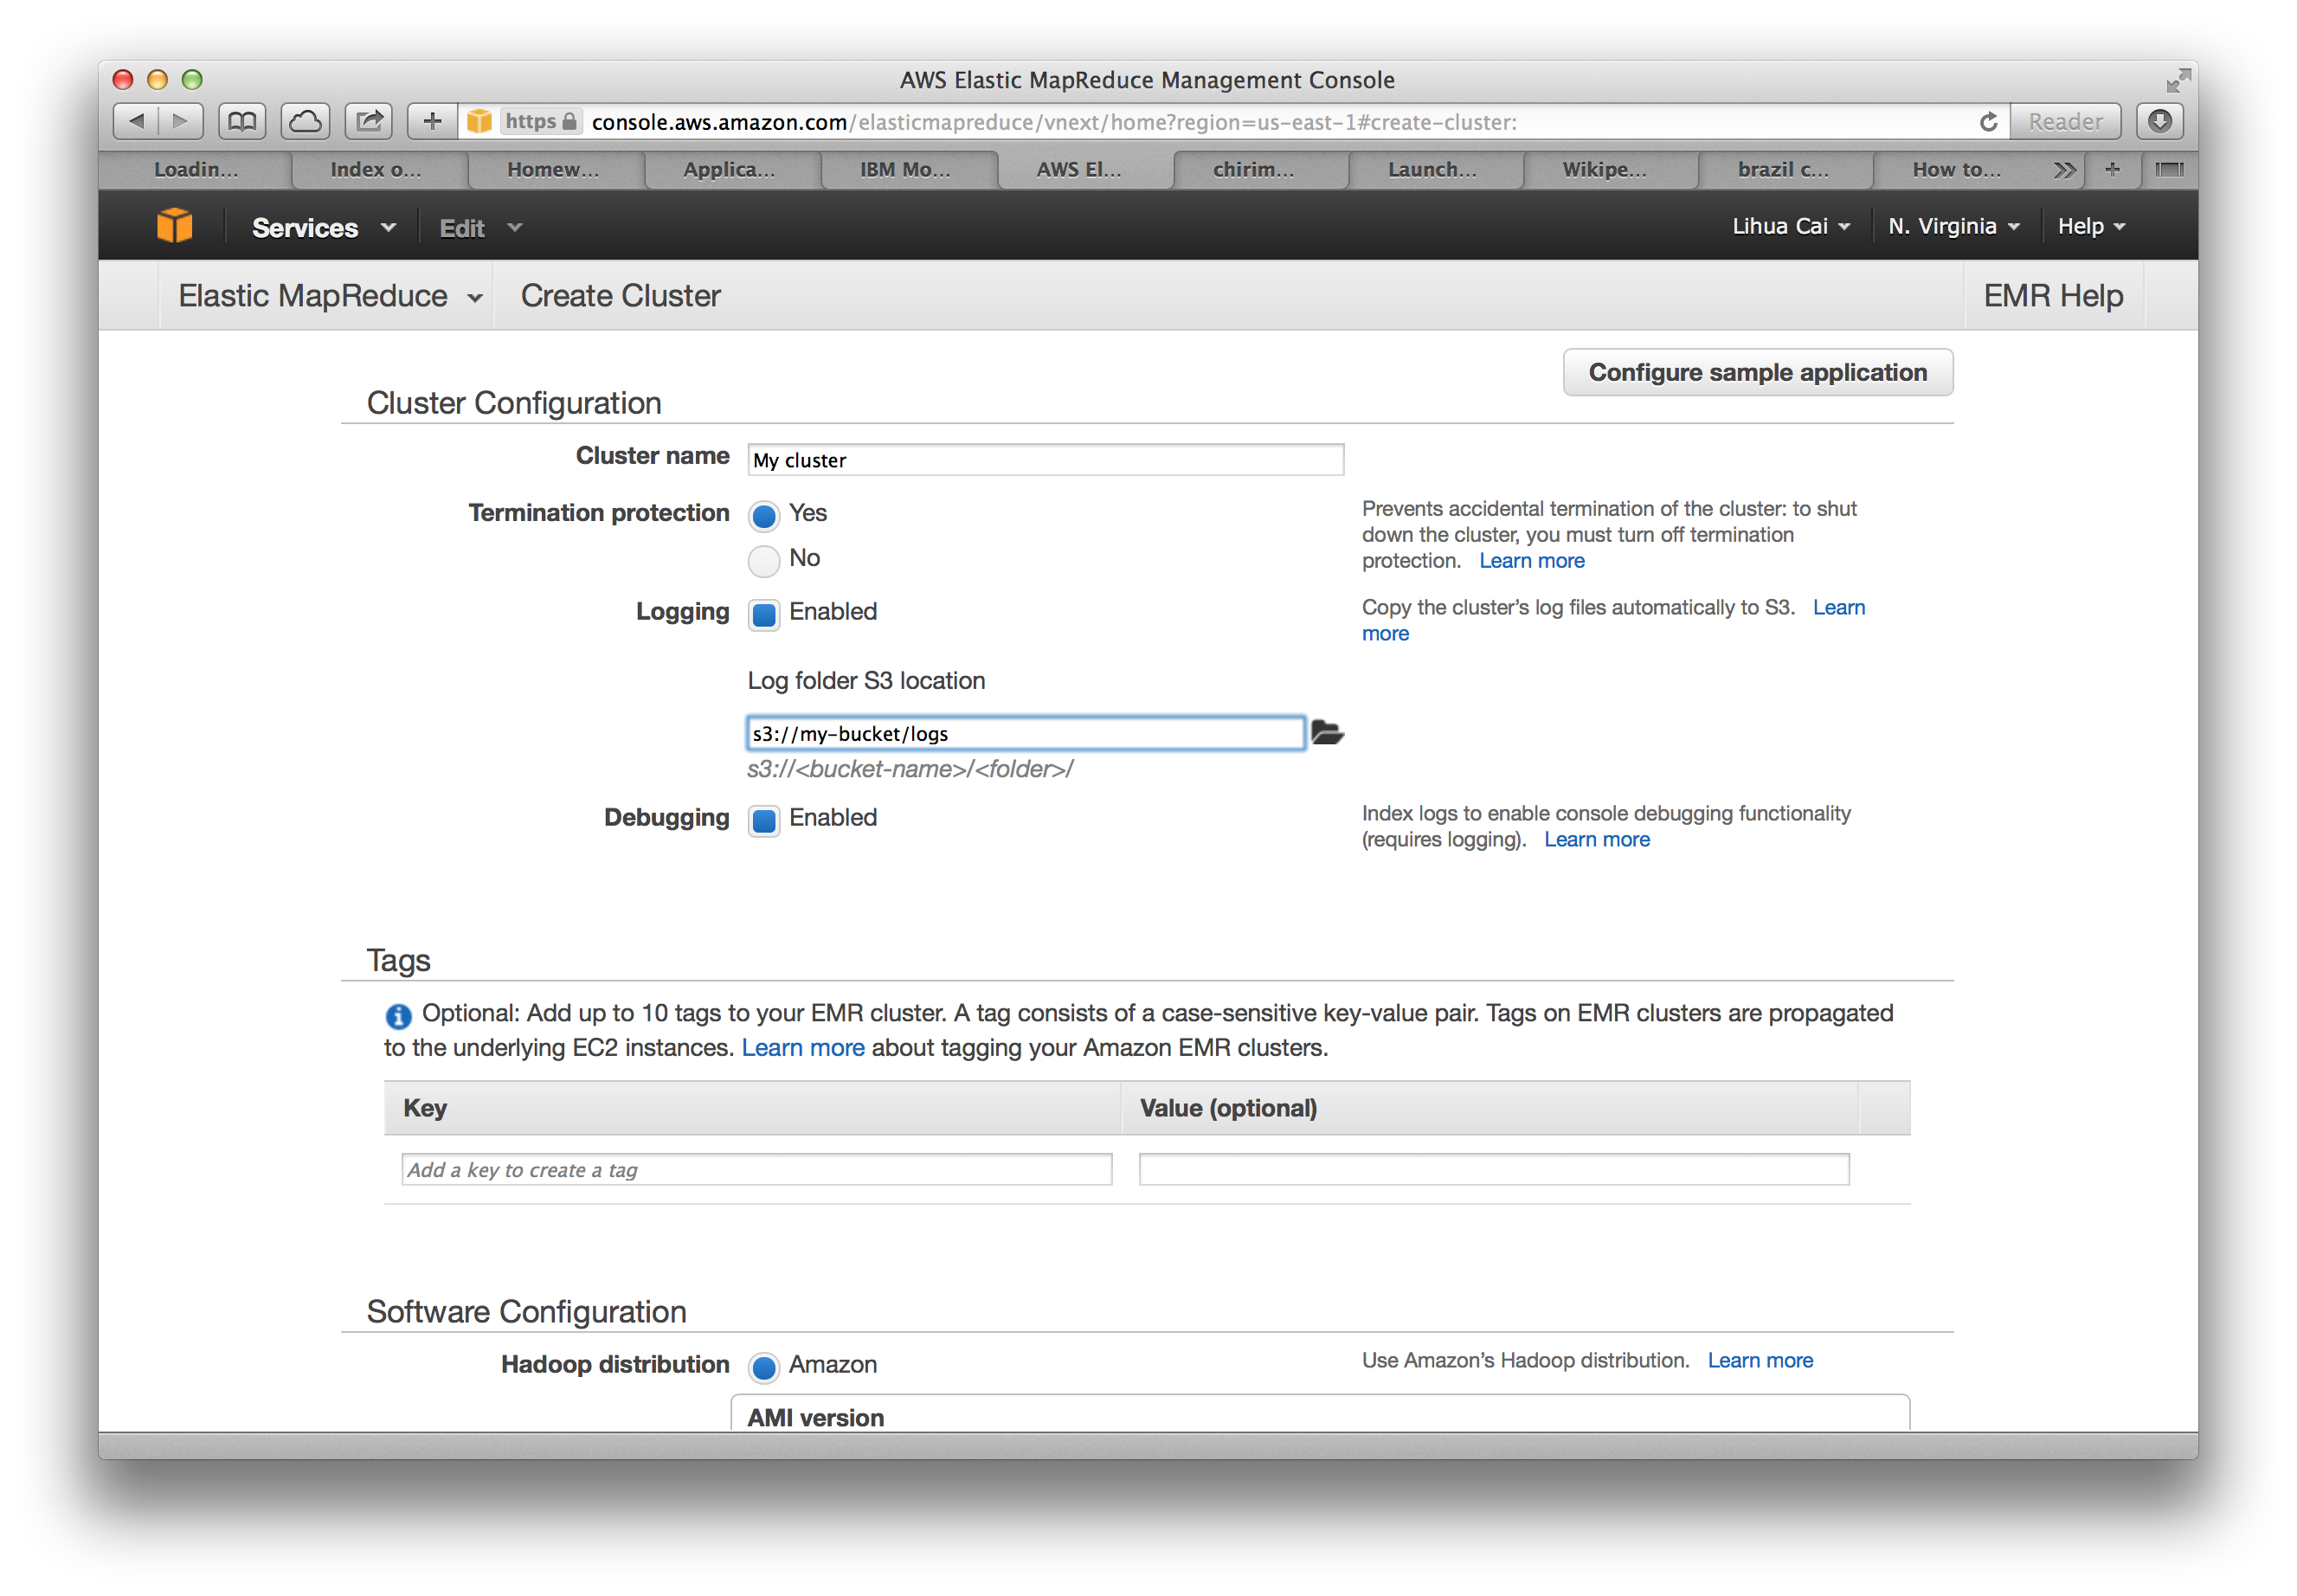 AWS Elastic MapReduce Management Console
https console.aws.amazon.com/elasticmapreduce/vnext/home?region=us-east-1#create-cluster: Reader
Loadin... Index o... Homew... Applica... IBM Mo... AWS El... chirim... Launch... Wikipe... brazil c... How to...
Services Edit Lihua Cai N. Virginia Help
Elastic MapReduce Create Cluster EMR Help
Configure sample application
Cluster Configuration
Cluster name My cluster
Termination protection Yes
No
Prevents accidental termination of the cluster: to shut
down the cluster, you must turn off termination
protection. Learn more
Logging Enabled
Copy the cluster's log files automatically to S3. Learn
more
Log folder S3 location
s3://my-bucket/logs
s3://<bucket-name>/<folder>/
Debugging Enabled
Index logs to enable console debugging functionality
(requires logging). Learn more
Tags
Optional: Add up to 10 tags to your EMR cluster. A tag consists of a case-sensitive key-value pair. Tags on EMR clusters are propagated
to the underlying EC2 instances. Learn more about tagging your Amazon EMR clusters.
Key Value (optional)
Add a key to create a tag
Software Configuration
Hadoop distribution Amazon Use Amazon's Hadoop distribution. Learn more
AMI version